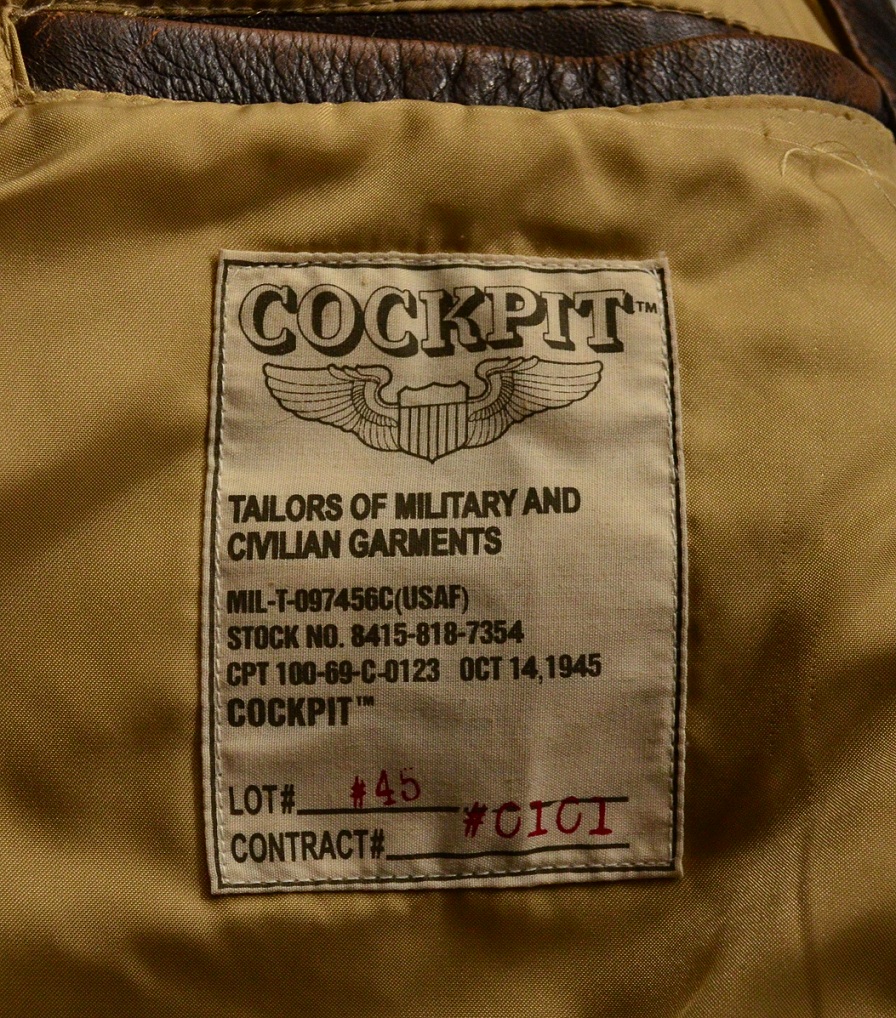 COCKPIT™
TAILORS OF MILITARY AND
CIVILIAN GARMENTS
MIL-T-097456C(USAF)
STOCK NO. 8415-818-7354
CPT 100-69-C-0123 OCT 14,1945
COCKPIT™
LOT# #45
CONTRACT# #C1C1